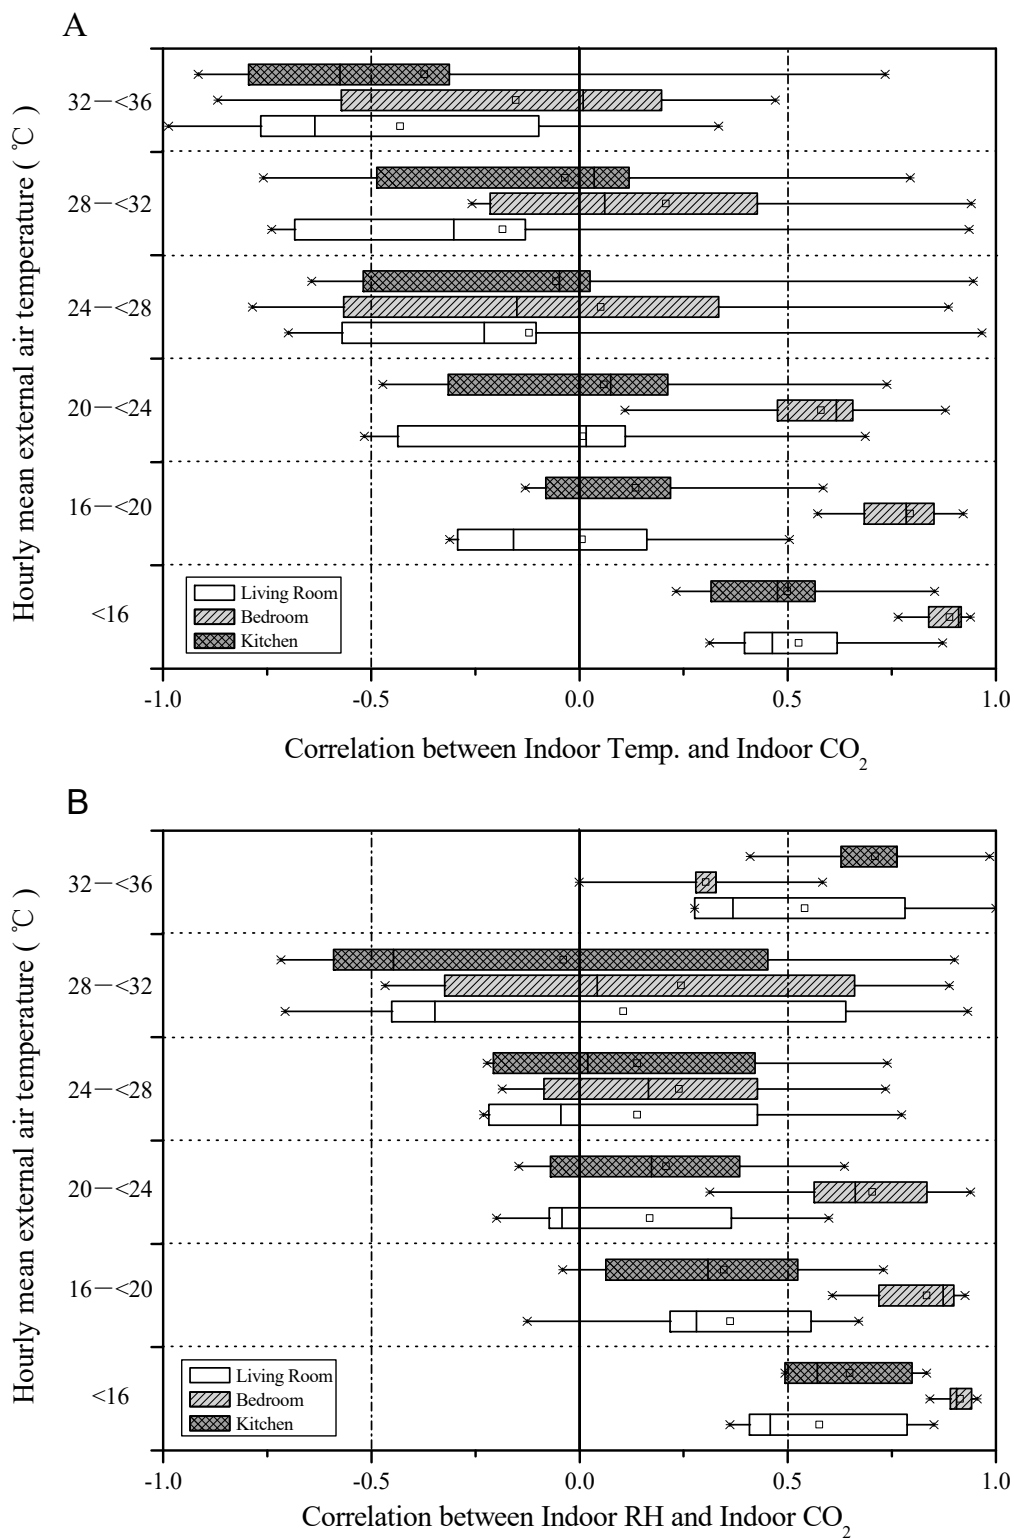 A
Hourly mean external air temperature ( ℃ )
32—<36
28—<32
24—<28
20—<24
16—<20
<16
Living Room
Bedroom
Kitchen
-1.0 -0.5 0.0 0.5 1.0
Correlation between Indoor Temp. and Indoor CO₂
B
Hourly mean external air temperature ( ℃ )
32—<36
28—<32
24—<28
20—<24
16—<20
<16
Living Room
Bedroom
Kitchen
-1.0 -0.5 0.0 0.5 1.0
Correlation between Indoor RH and Indoor CO₂